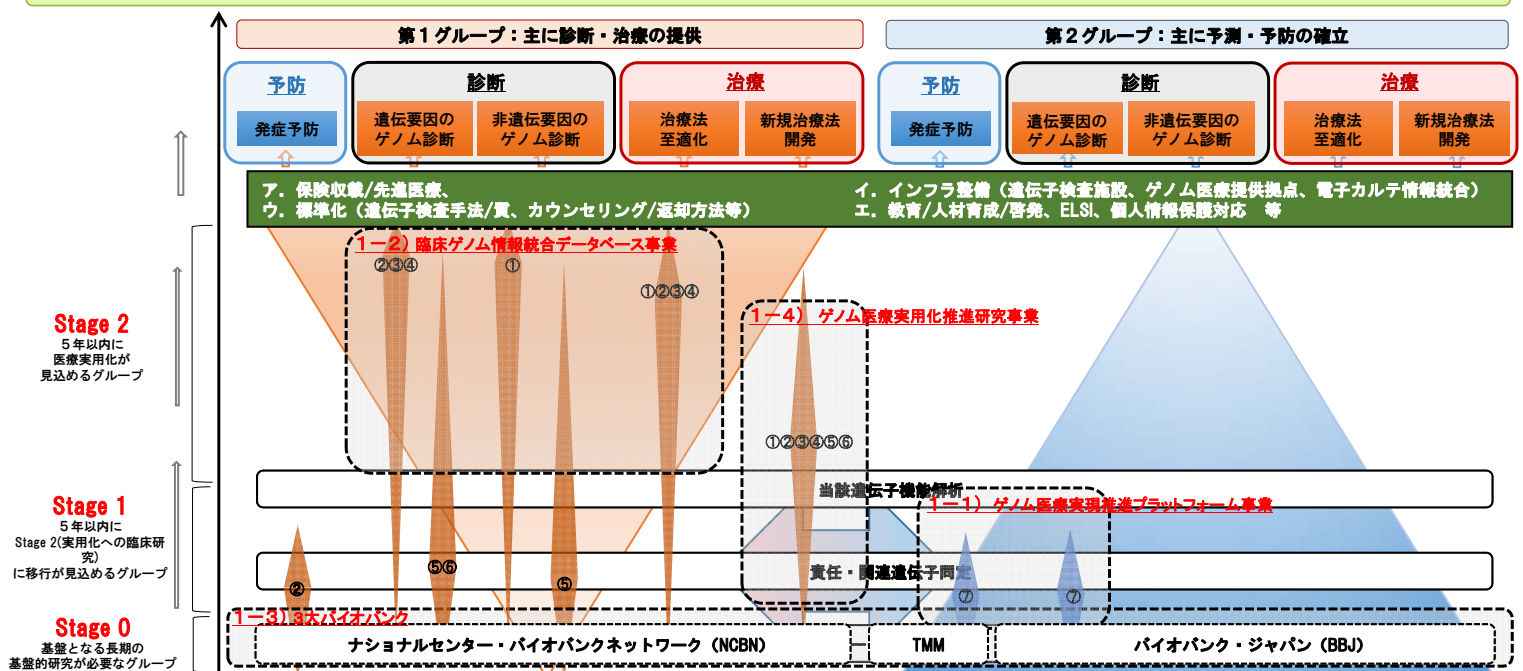 第1グループ：主に診断・治療の提供
第2グループ：主に予測・予防の確立
予防
診断
治療
予防
診断
治療
発症予防
遺伝要因の
ゲノム診断
非遺伝要因の
ゲノム診断
治療法
至適化
新規治療法
開発
発症予防
遺伝要因の
ゲノム診断
非遺伝要因の
ゲノム診断
治療法
至適化
新規治療法
開発
ア．保険収載/先進医療、
イ．インフラ整備（遺伝子検査施設、ゲノム医療提供拠点、電子カルテ情報統合）
ウ．標準化（遺伝子検査手法/質、カウンセリング/返却方法等）
エ．教育/人材育成/啓発、ELSI、個人情報保護対応　等
1－2）臨床ゲノム情報統合データベース事業
②③④
①
①②③④
1－4） ゲノム医療実用化推進研究事業
Stage 2
５年以内に
医療実用化が
見込めるグループ
①②③④⑤⑥
当該遺伝子機能解析
1－1）ゲノム医療実現推進プラットフォーム事業
Stage 1
５年以内に
Stage 2(実用化への臨床研
究)
に移行が見込めるグループ
責任・関連遺伝子同定
②
⑤⑥
⑤
⑦
⑦
1－3）3大バイオバンク
Stage 0
基盤となる長期の
基盤的研究が必要なグループ
ナショナルセンター・バイオバンクネットワーク（NCBN）
TMM
バイオバンク・ジャパン（BBJ）